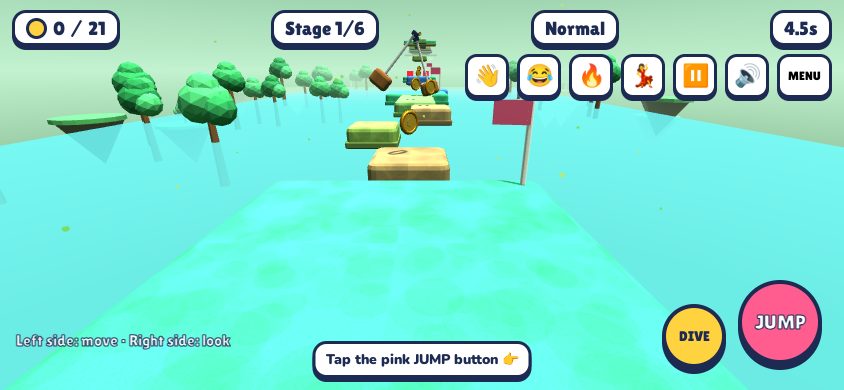 0 / 21
Stage 1/6
Normal
4.5s
MENU
Left side: move · Right side: look
Tap the pink JUMP button 👉
DIVE
JUMP